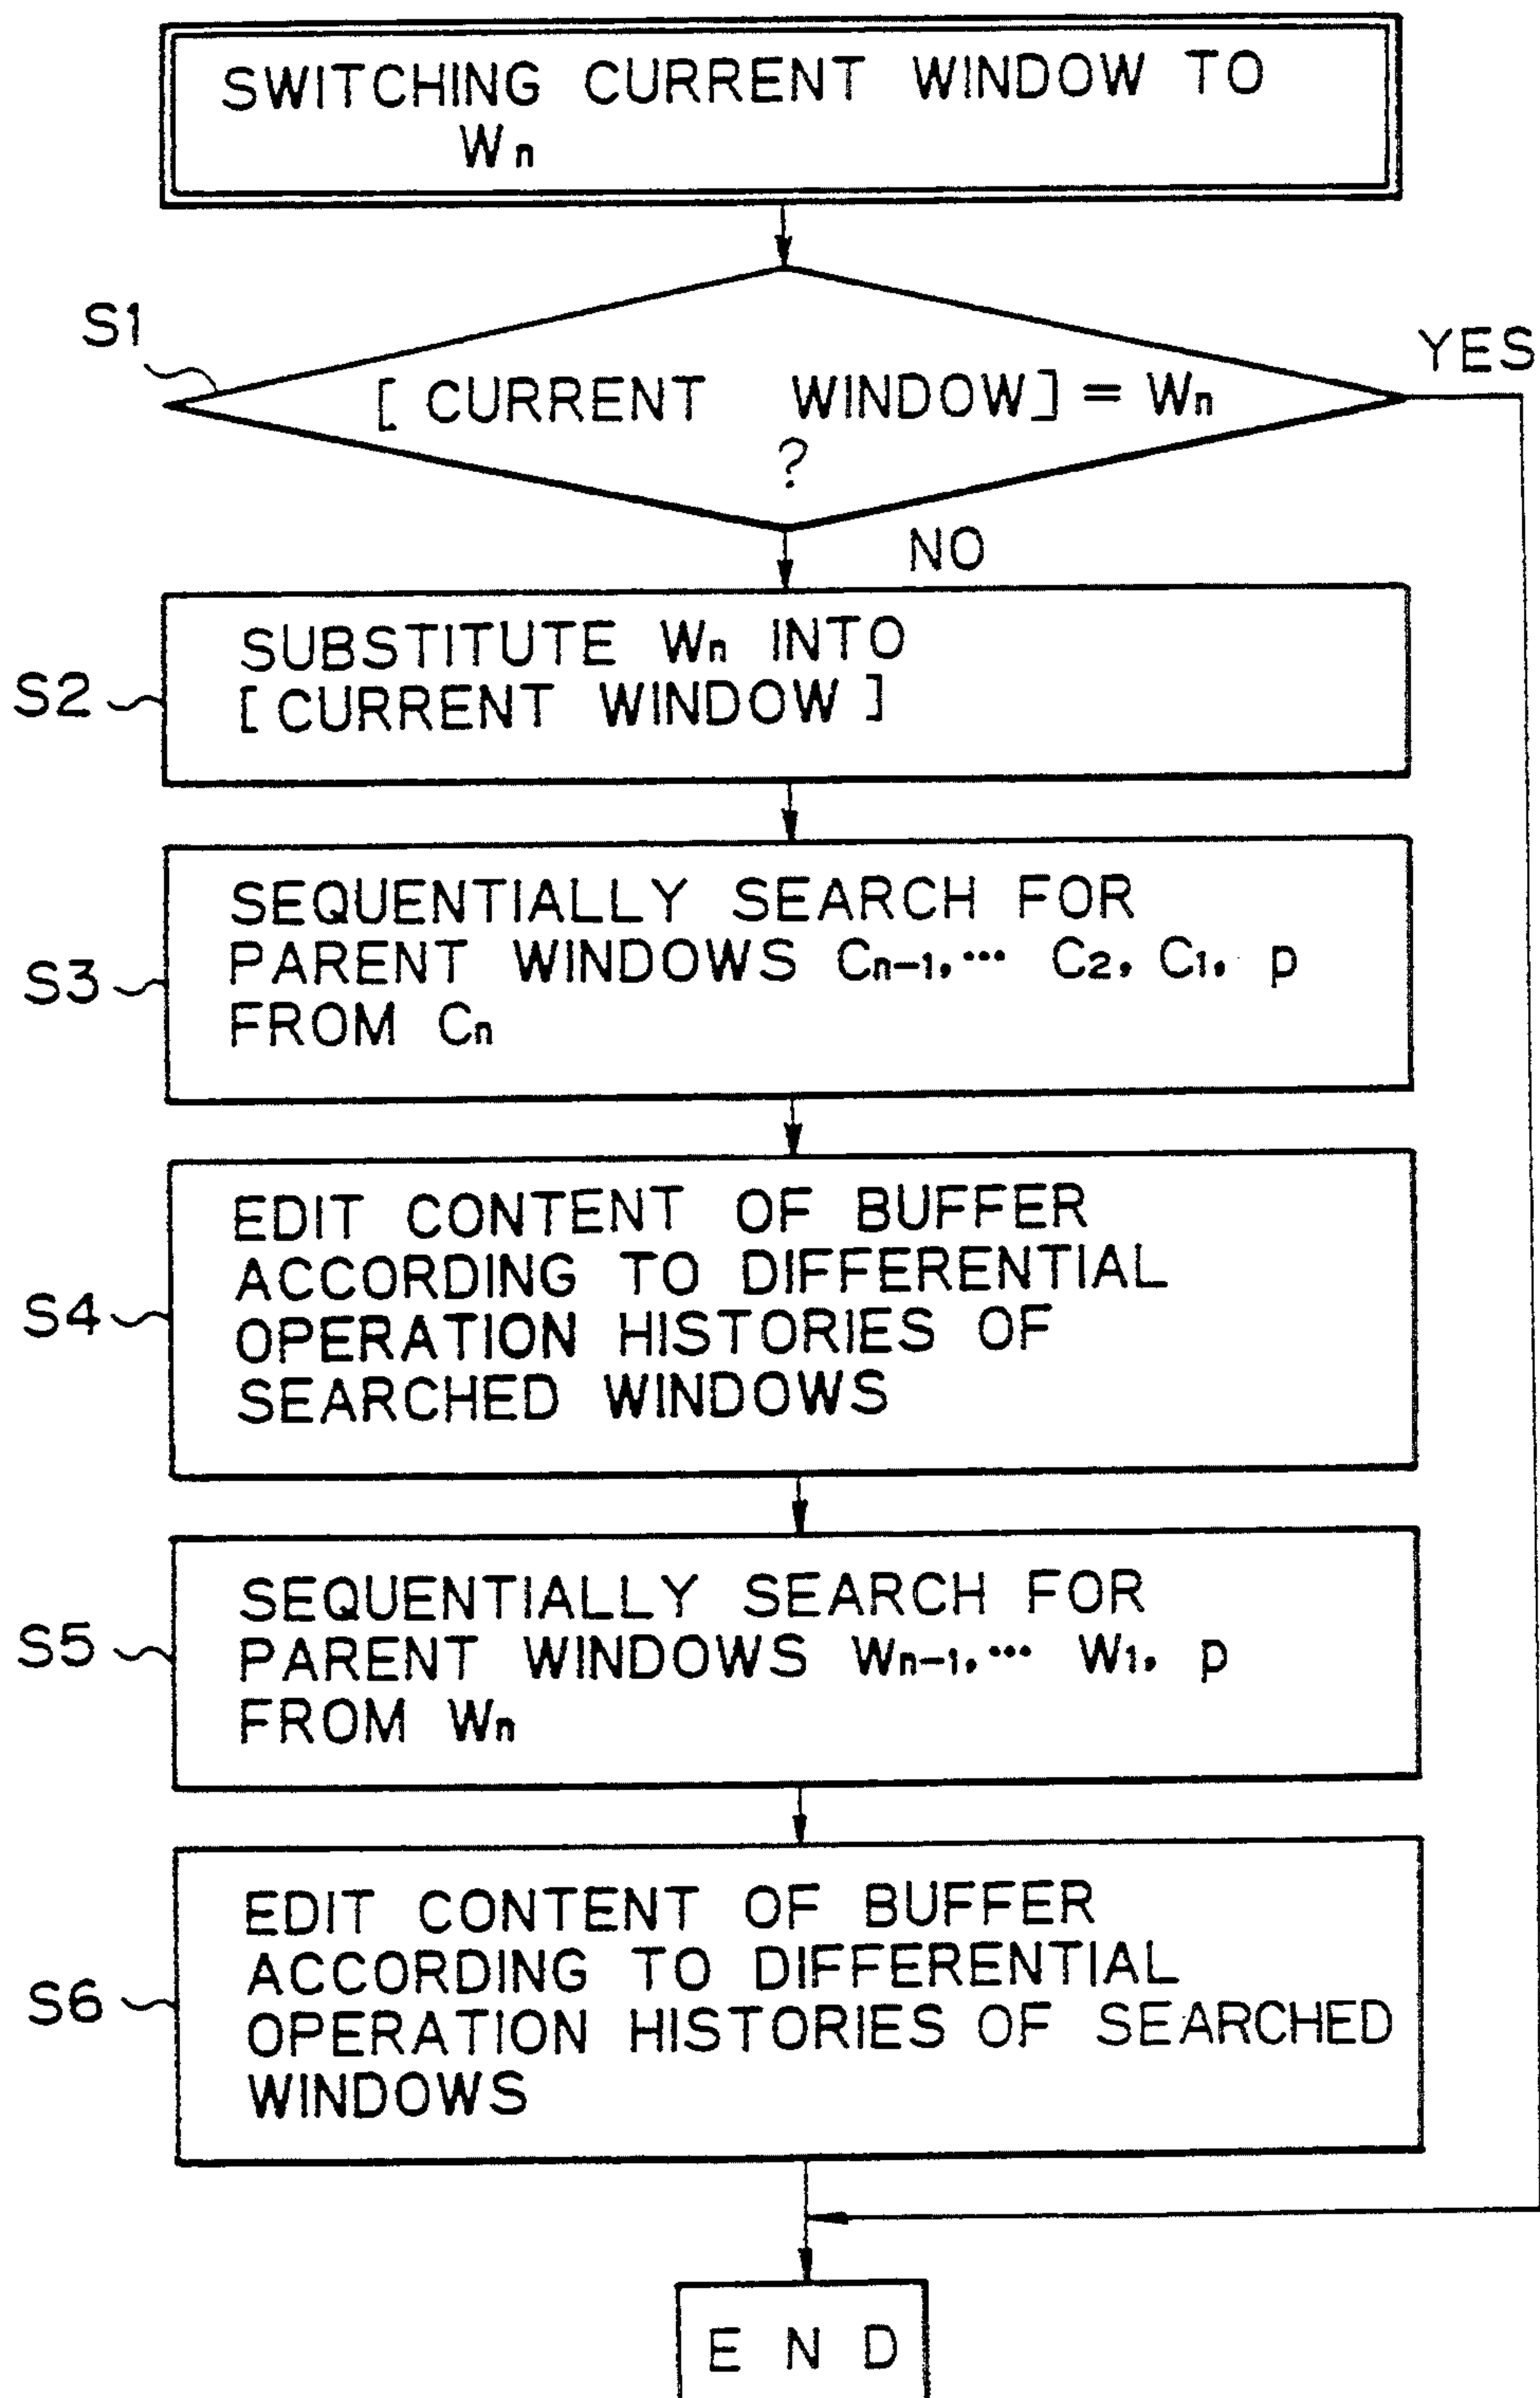 SWITCHING CURRENT WINDOW TO
Wn
S1
YES
[ CURRENT WINDOW] = Wn
?
NO
S2
SUBSTITUTE Wn INTO
[ CURRENT WINDOW ]
S3
SEQUENTIALLY SEARCH FOR
PARENT WINDOWS Cn-1, ··· C2, C1, p
FROM Cn
S4
EDIT CONTENT OF BUFFER
ACCORDING TO DIFFERENTIAL
OPERATION HISTORIES OF
SEARCHED WINDOWS
S5
SEQUENTIALLY SEARCH FOR
PARENT WINDOWS Wn-1, ··· W1, p
FROM Wn
S6
EDIT CONTENT OF BUFFER
ACCORDING TO DIFFERENTIAL
OPERATION HISTORIES OF SEARCHED
WINDOWS
E N D